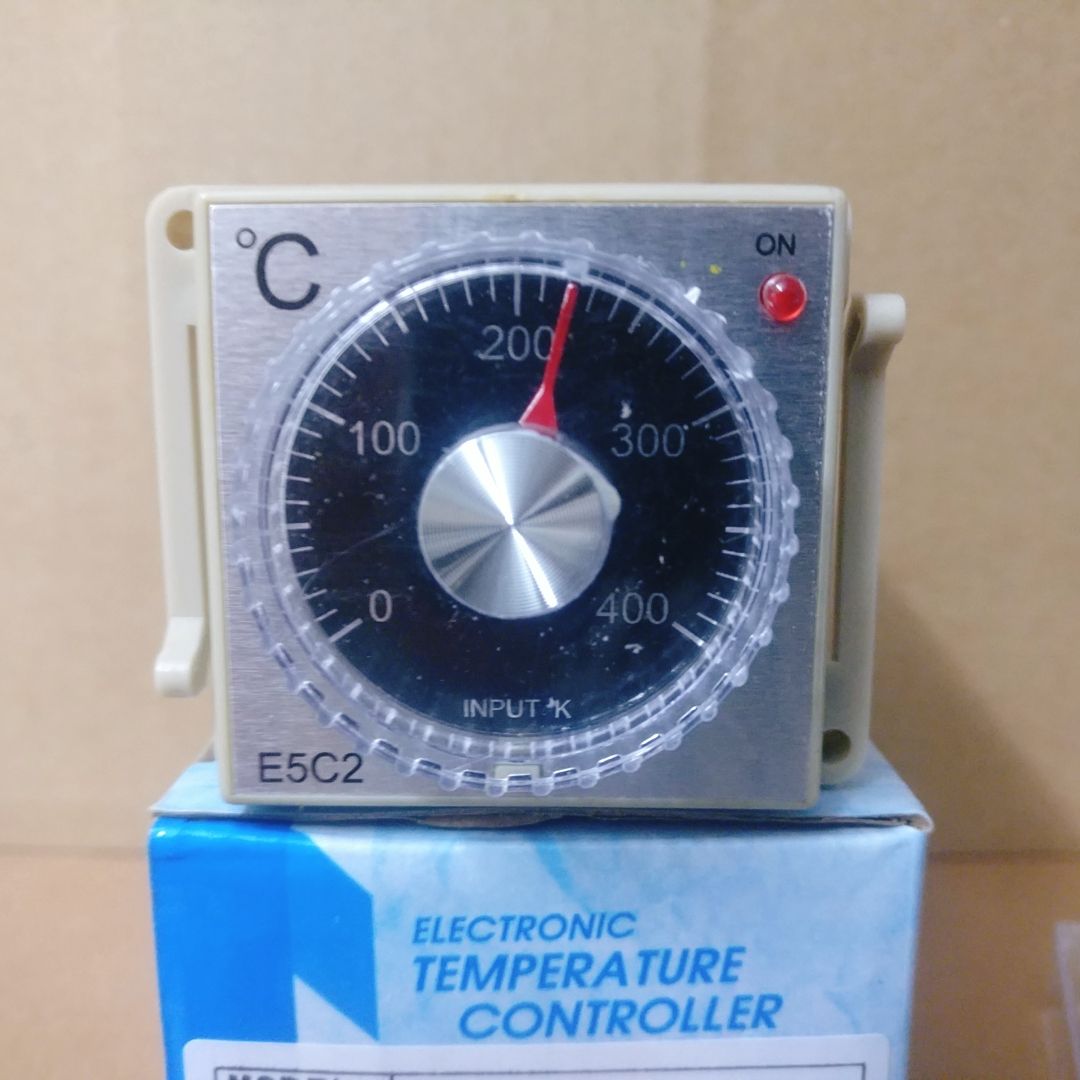 °C
ON
200
100
300
0
400
INPUT K
E5C2
ELECTRONIC
TEMPERATURE
CONTROLLER